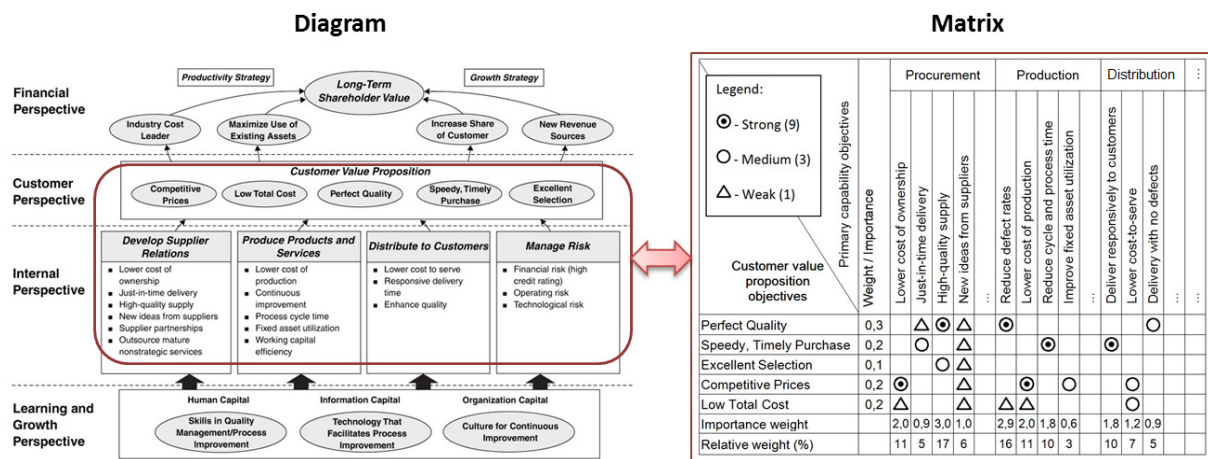 Diagram
Matrix
Financial
Perspective
Productivity Strategy
Long-Term
Shareholder Value
Growth Strategy
Industry Cost
Leader
Maximize Use of
Existing Assets
Increase Share
of Customer
New Revenue
Sources
Customer
Perspective
Customer Value Proposition
Competitive
Prices
Low Total Cost
Perfect Quality
Speedy, Timely
Purchase
Excellent
Selection
Internal
Perspective
Develop Supplier
Relations
▪ Lower cost of
ownership
▪ Just-in-time delivery
▪ High-quality supply
▪ New ideas from suppliers
▪ Supplier partnerships
▪ Outsource mature
nonstrategic services
Produce Products and
Services
▪ Lower cost of
production
▪ Continuous
improvement
▪ Process cycle time
▪ Fixed asset utilization
▪ Working capital
efficiency
Distribute to Customers
▪ Lower cost to serve
▪ Responsive delivery
time
▪ Enhance quality
Manage Risk
▪ Financial risk (high
credit rating)
▪ Operating risk
▪ Technological risk
Learning and
Growth
Perspective
Human Capital
Skills in Quality
Management/Process
Improvement
Information Capital
Technology That
Facilitates Process
Improvement
Organization Capital
Culture for Continuous
Improvement
Legend:
- Strong (9)
- Medium (3)
- Weak (1)
Customer value
proposition
objectives
Primary capability objectives
Weight / Importance
Procurement
Production
Distribution
...
Lower cost of ownership
Just-in-time delivery
High-quality supply
New ideas from suppliers
...
Reduce defect rates
Lower cost of production
Reduce cycle and process time
Improve fixed asset utilization
...
Deliver responsively to customers
Lower cost-to-serve
Delivery with no defects
...
...
Perfect Quality 0,3
Speedy, Timely Purchase 0,2
Excellent Selection 0,1
Competitive Prices 0,2
Low Total Cost 0,2
Importance weight 2,0 0,9 3,0 1,0 2,9 2,0 1,8 0,6 1,8 1,2 0,9
Relative weight (%) 11 5 17 6 16 11 10 3 10 7 5